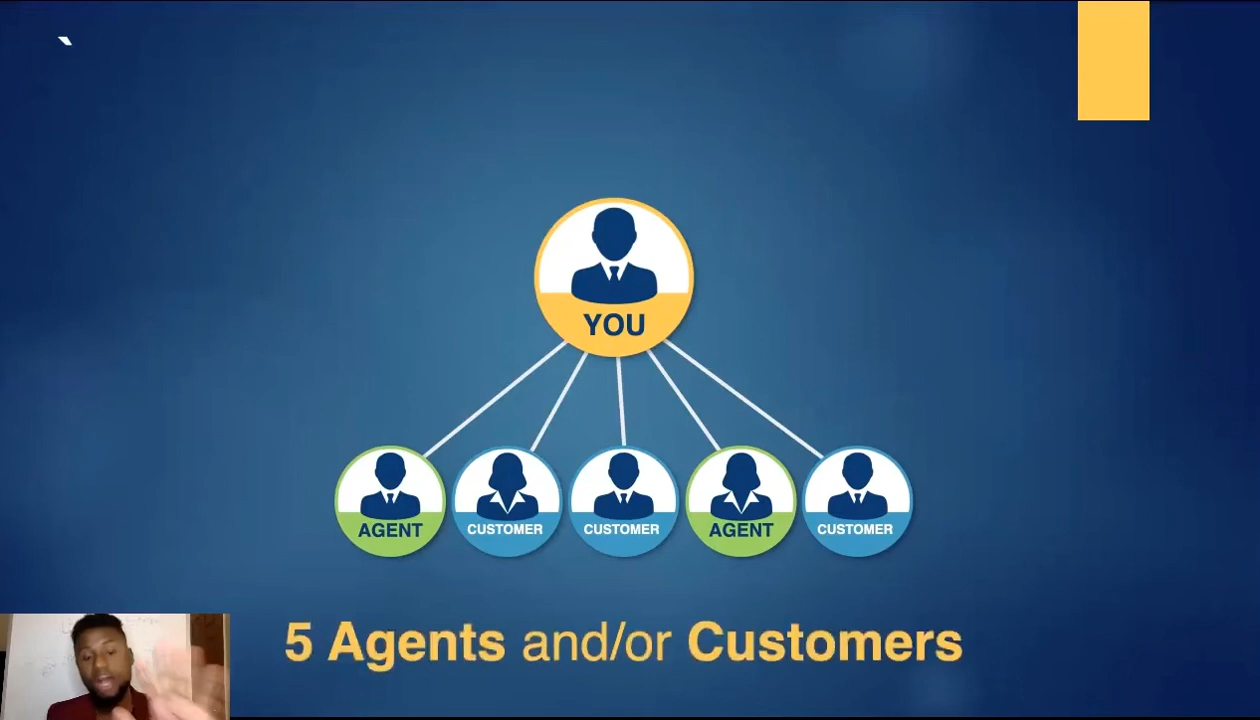 YOU
AGENT
CUSTOMER
CUSTOMER
AGENT
CUSTOMER
5 Agents and/or Customers